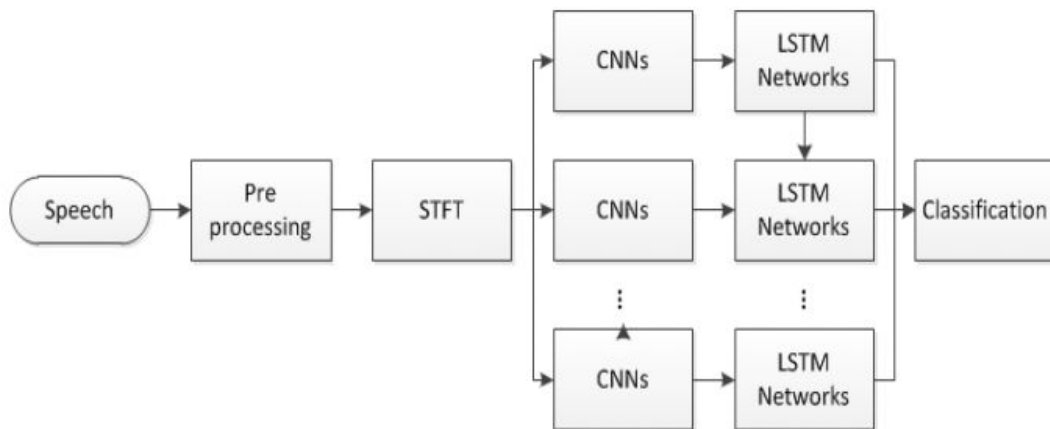 CNNs
LSTM
Networks
Speech
Pre
processing
STFT
CNNs
LSTM
Networks
Classification
CNNs
LSTM
Networks